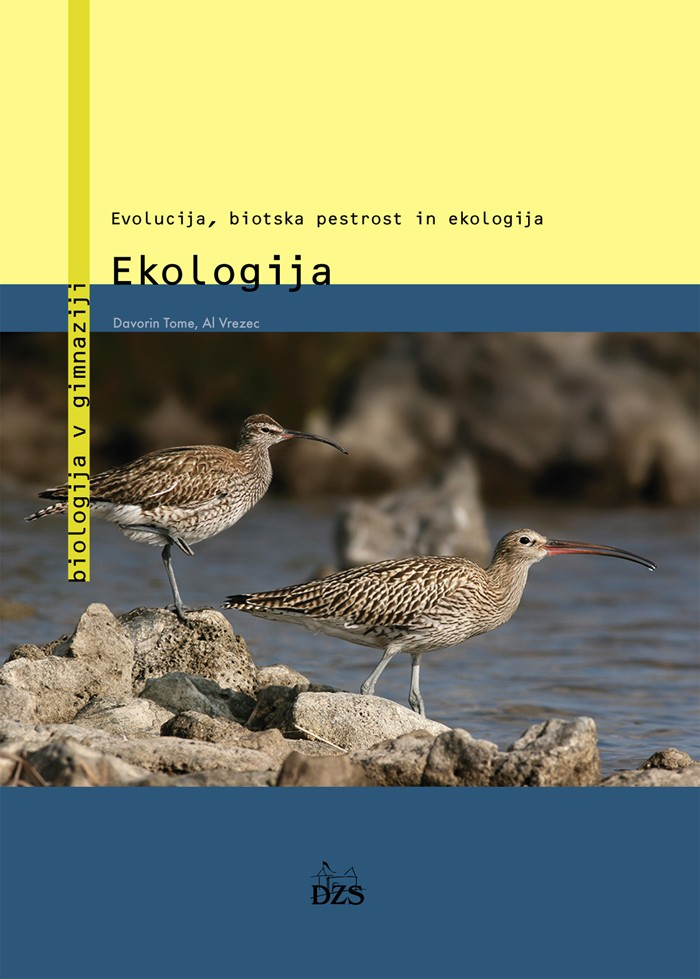 Evolucija, biotska pestrost in ekologija
Ekologija
Davorin Tome, Al Vrezec
biologija v gimnaziji
DZS